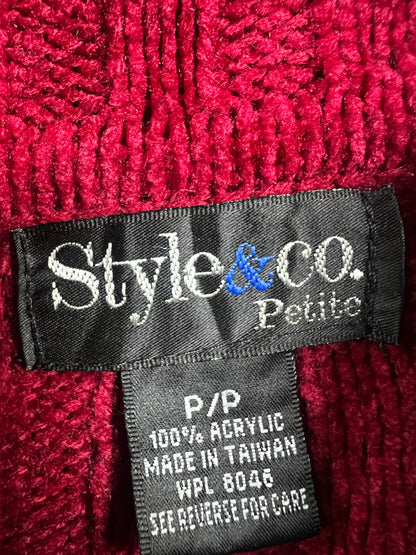 Style&co.
Petite
P/P
100% ACRYLIC
MADE IN TAIWAN
WPL 8046
SEE REVERSE FOR CARE